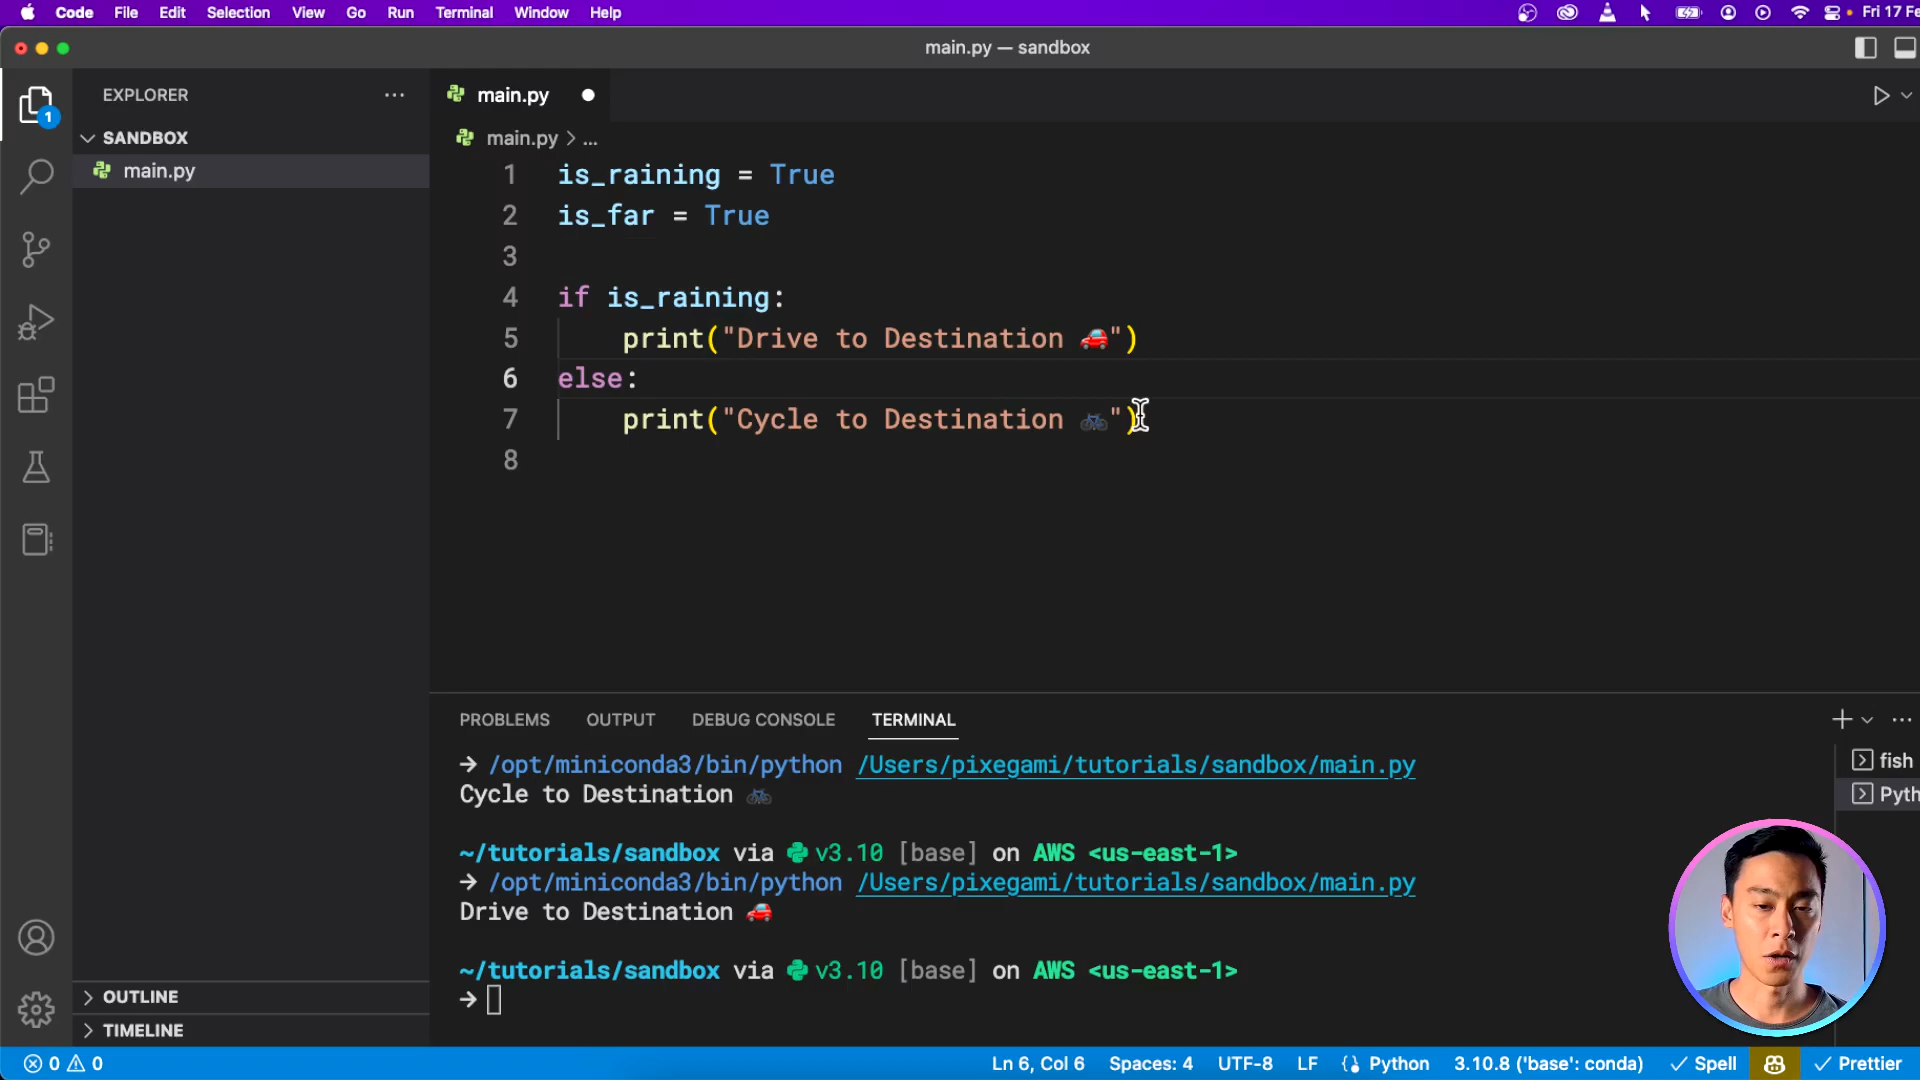 Code File Edit Selection View Go Run Terminal Window Help Fri 17 Fe
main.py — sandbox
EXPLORER
SANDBOX
main.py
1
main.py
main.py > ...
1 is_raining = True
2 is_far = True
3
4 if is_raining:
5 print("Drive to Destination 🚗")
6 else:
7 print("Cycle to Destination 🚲")
8
PROBLEMS OUTPUT DEBUG CONSOLE TERMINAL
→ /opt/miniconda3/bin/python /Users/pixegami/tutorials/sandbox/main.py
Cycle to Destination 🚲
~/tutorials/sandbox via v3.10 [base] on AWS <us-east-1>
→ /opt/miniconda3/bin/python /Users/pixegami/tutorials/sandbox/main.py
Drive to Destination 🚗
~/tutorials/sandbox via v3.10 [base] on AWS <us-east-1>
→
fish
Pyth
OUTLINE
TIMELINE
0 0 Ln 6, Col 6 Spaces: 4 UTF-8 LF Python 3.10.8 ('base': conda) Spell Prettier